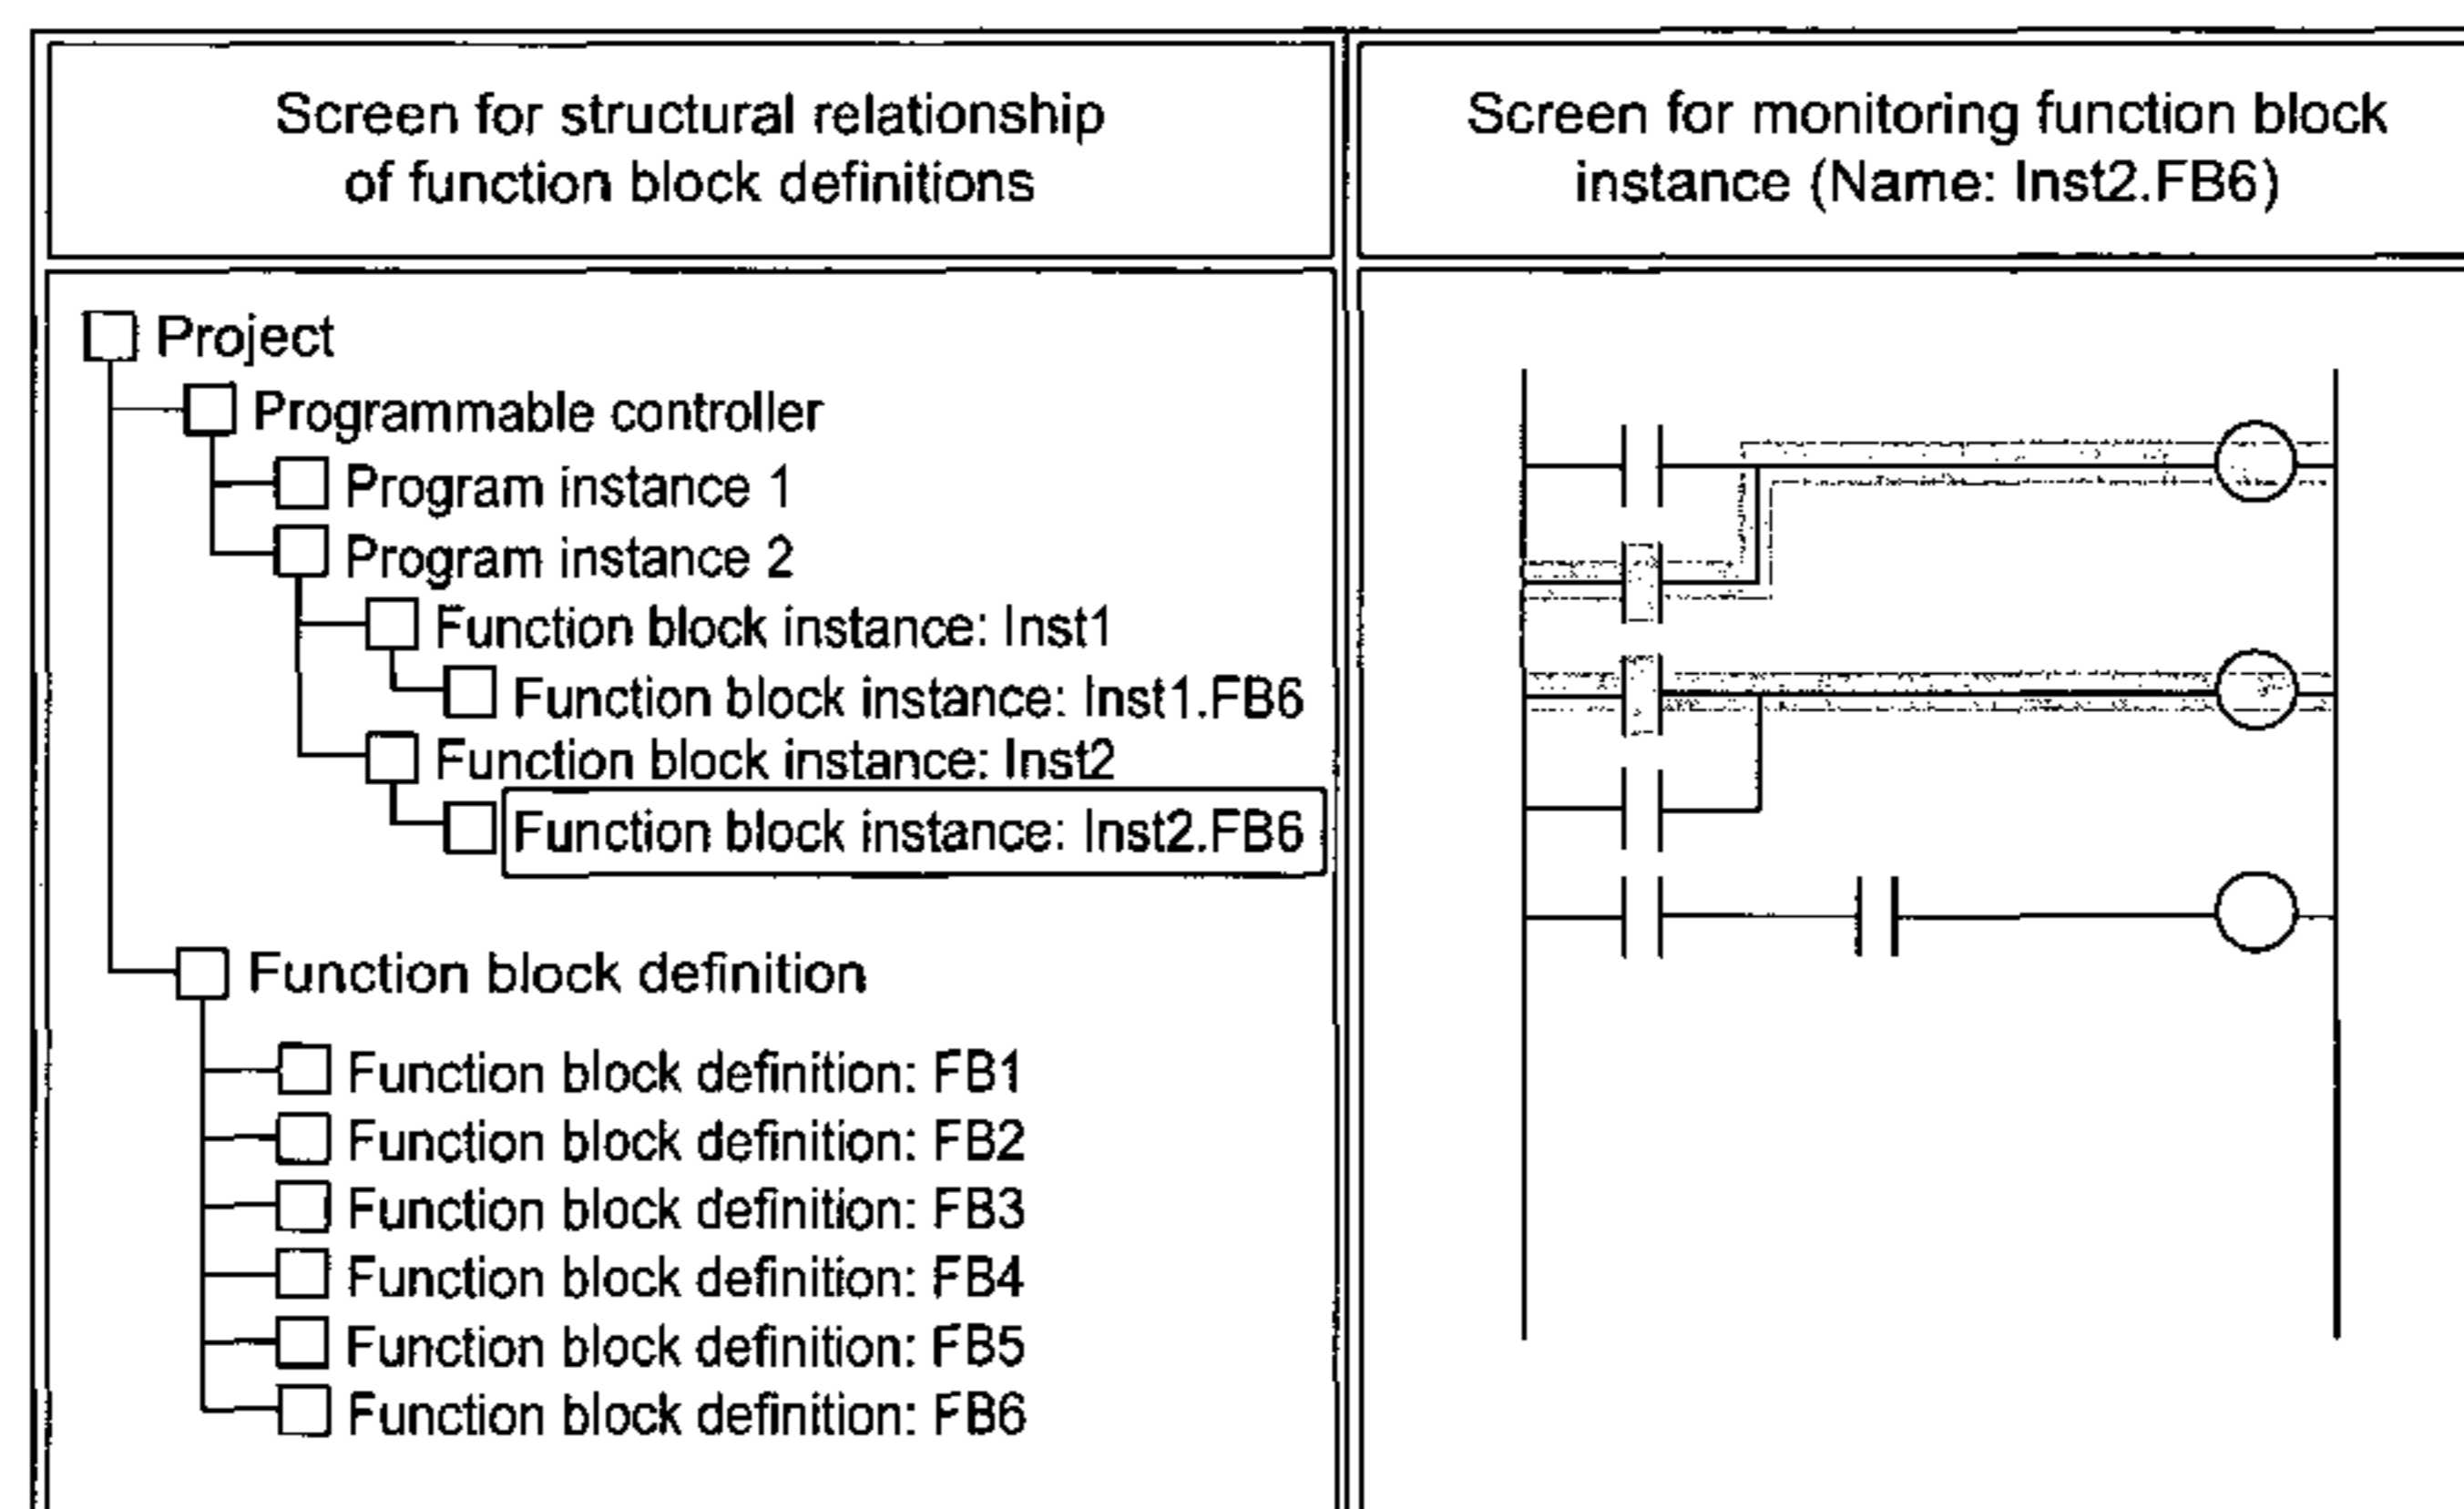 Screen for structural relationship
of function block definitions
Screen for monitoring function block
instance (Name: Inst2.FB6)
Project
Programmable controller
Program instance 1
Program instance 2
Function block instance: Inst1
Function block instance: Inst1.FB6
Function block instance: Inst2
Function block instance: Inst2.FB6
Function block definition
Function block definition: FB1
Function block definition: FB2
Function block definition: FB3
Function block definition: FB4
Function block definition: FB5
Function block definition: FB6